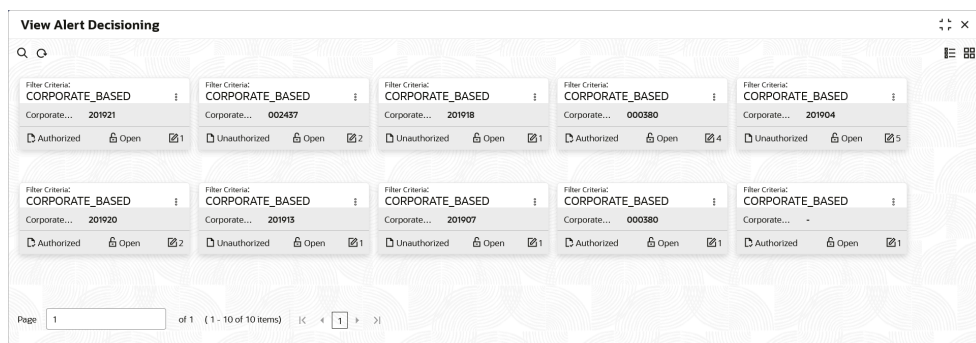 View Alert Decisioning
Filter Criteria: Filter Criteria: Filter Criteria: Filter Criteria: Filter Criteria:
CORPORATE_BASED CORPORATE_BASED CORPORATE_BASED CORPORATE_BASED CORPORATE_BASED
Corporate... 201921 Corporate... 002437 Corporate... 201918 Corporate... 000380 Corporate... 201904
Authorized Open 1 Unauthorized Open 2 Unauthorized Open 1 Authorized Open 4 Unauthorized Open 5
Filter Criteria: Filter Criteria: Filter Criteria: Filter Criteria: Filter Criteria:
CORPORATE_BASED CORPORATE_BASED CORPORATE_BASED CORPORATE_BASED CORPORATE_BASED
Corporate... 201920 Corporate... 201913 Corporate... 201907 Corporate... 000380 Corporate... -
Authorized Open 2 Unauthorized Open 1 Unauthorized Open 1 Authorized Open 1 Authorized Open 1
Page 1 of 1 ( 1 - 10 of 10 items) 1